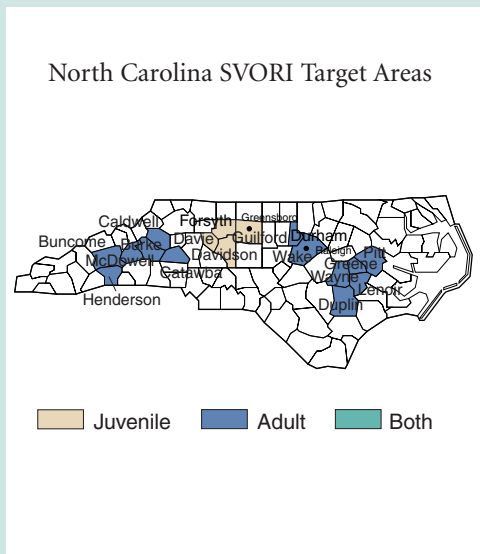 North Carolina SVORI Target Areas
Greensboro
Caldwell
Forsyth
Buncome
Burke
Davie
Guilford
Durham
McDowell
Davidson
Wake
Raleigh
Pitt
Catawba
Greene
Wayne
Henderson
Lenoir
Duplin
Juvenile Adult Both